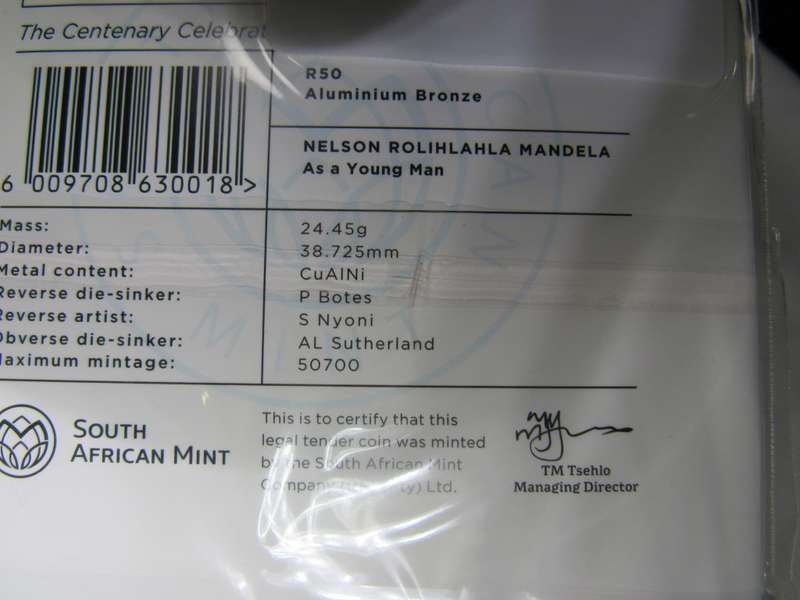 The Centenary Celebrat
R50
Aluminium Bronze
NELSON ROLIHLAHLA MANDELA
As a Young Man
6 009708 630018 >
Mass: 24.45g
Diameter: 38.725mm
Metal content: CuAlNi
Reverse die-sinker: P Botes
Reverse artist: S Nyoni
Obverse die-sinker: AL Sutherland
Maximum mintage: 50700
SOUTH
AFRICAN MINT
This is to certify that this
legal tender coin was minted
by the South African Mint
Company (Pty) Ltd.
TM Tsehlo
Managing Director